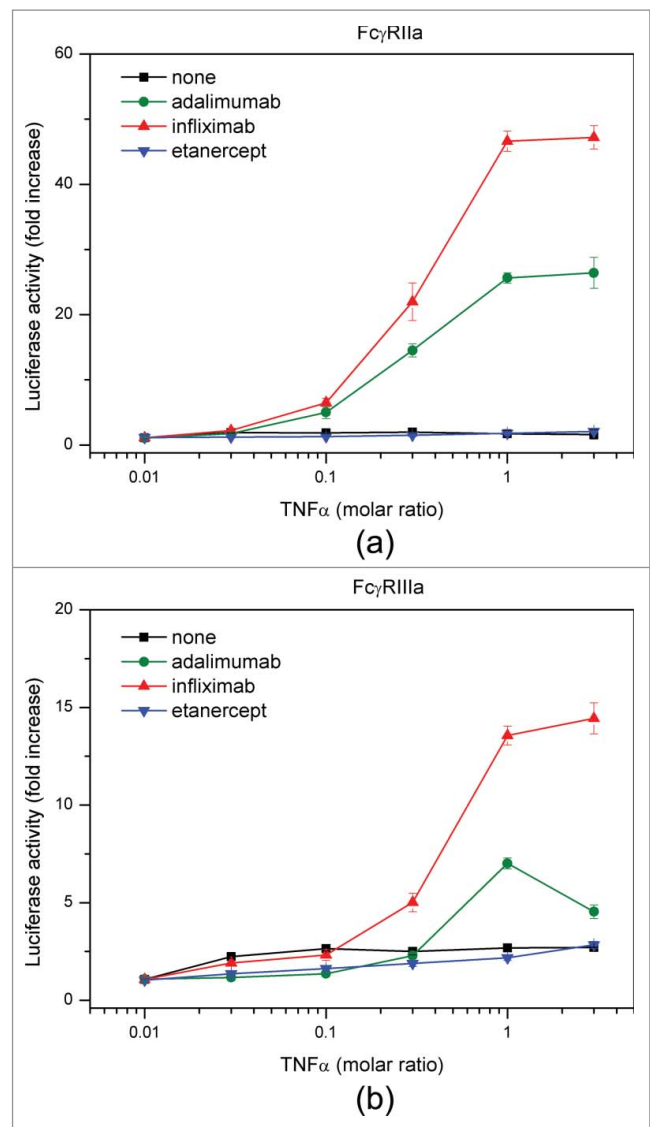 FcγRIIa
60
40
20
0
Luciferase activity (fold increase)
none
adalimumab
infliximab
etanercept
0.01
0.1
1
TNFα (molar ratio)
(a)
FcγRIIIa
20
15
10
5
0
Luciferase activity (fold increase)
none
adalimumab
infliximab
etanercept
0.01
0.1
1
TNFα (molar ratio)
(b)